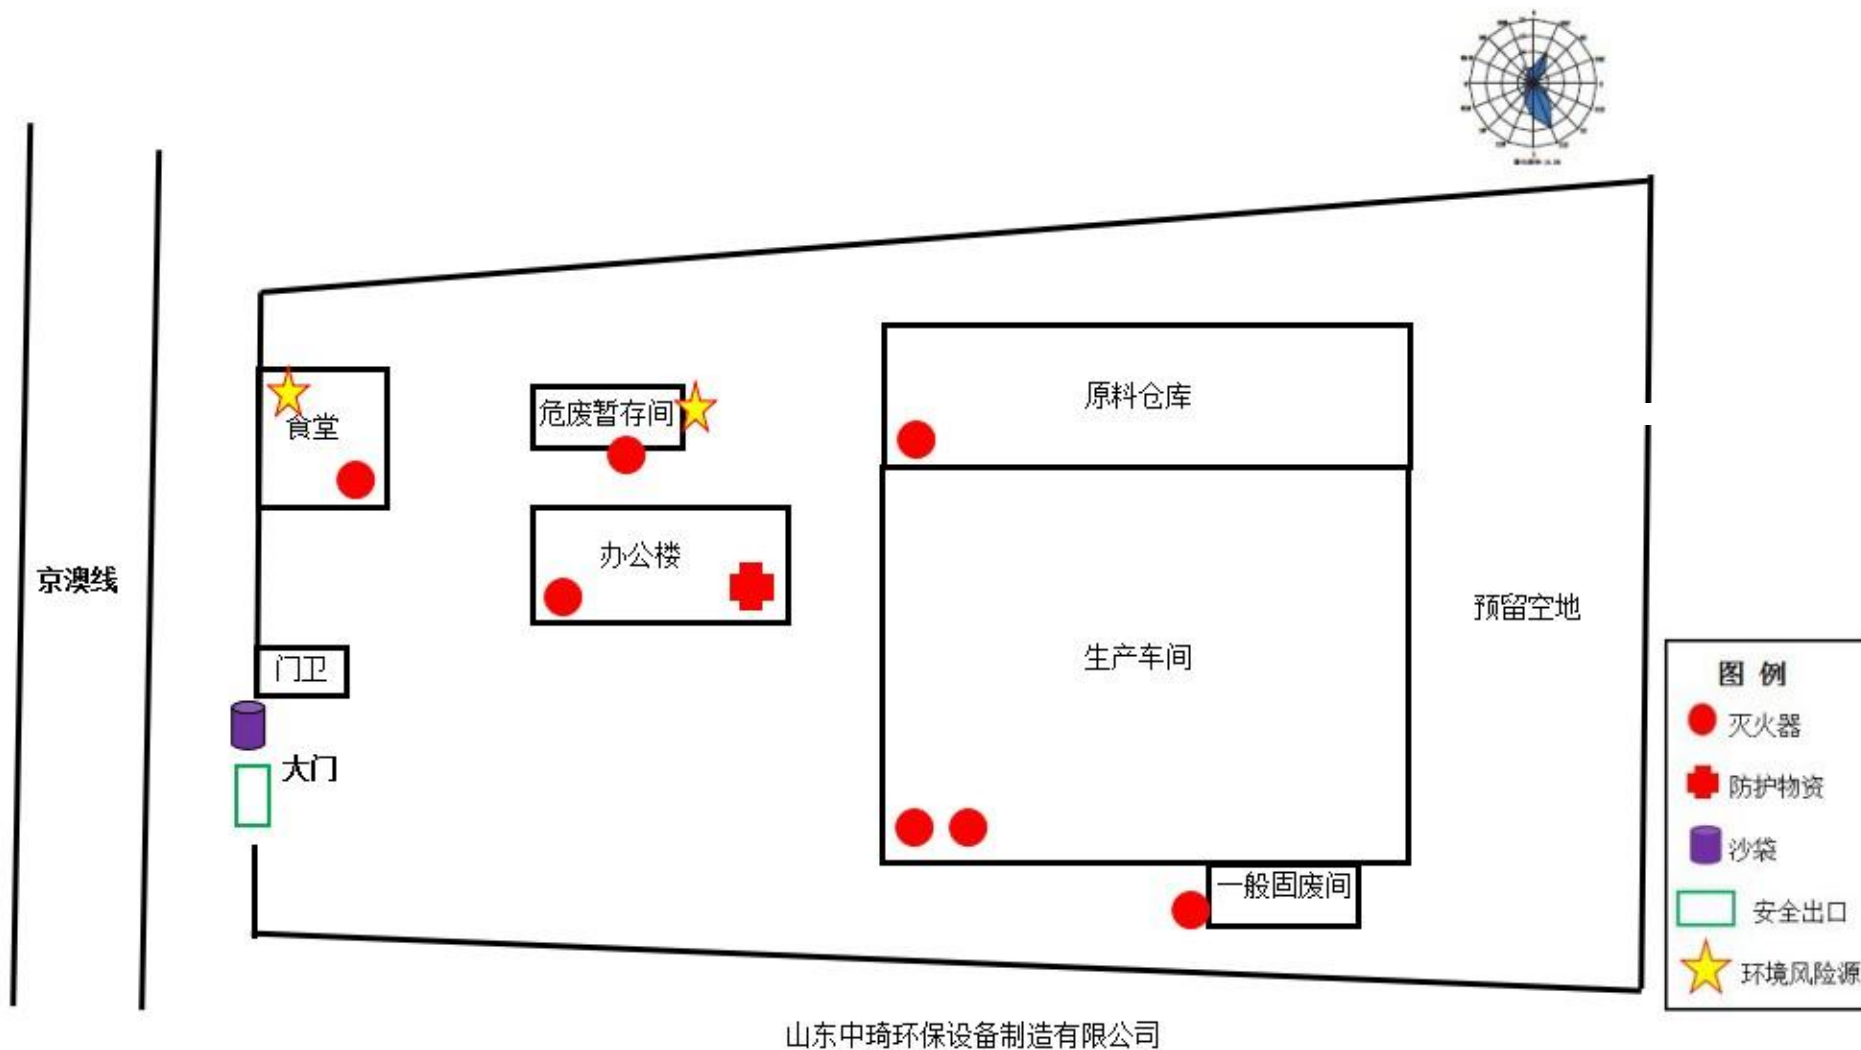 原料仓库
危废暂存间
食堂
办公楼
京澳线
预留空地
生产车间
门卫
大门
一般固废间
图 例
灭火器
防护物资
沙袋
安全出口
环境风险源
山东中琦环保设备制造有限公司